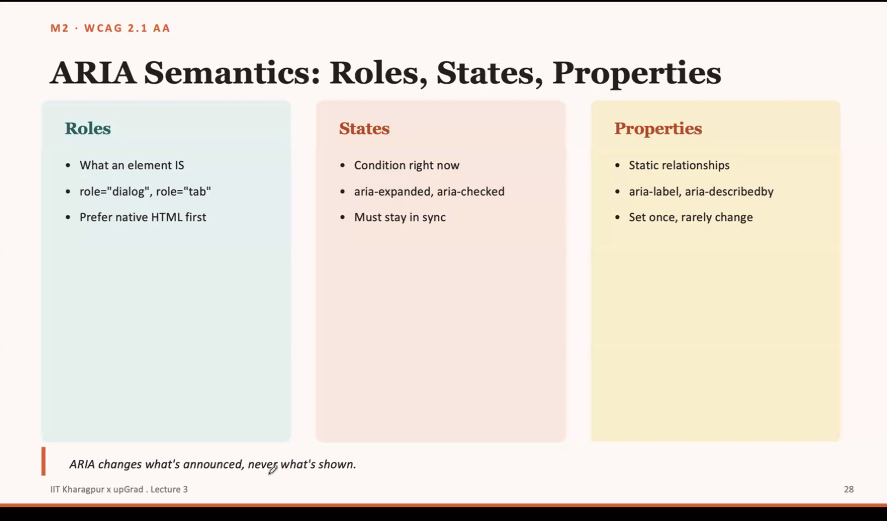 M2 · WCAG 2.1 AA
ARIA Semantics: Roles, States, Properties
Roles
• What an element IS
• role="dialog", role="tab"
• Prefer native HTML first
States
• Condition right now
• aria-expanded, aria-checked
• Must stay in sync
Properties
• Static relationships
• aria-label, aria-describedby
• Set once, rarely change
ARIA changes what's announced, never what's shown.
IIT Kharagpur x upGrad . Lecture 3
28